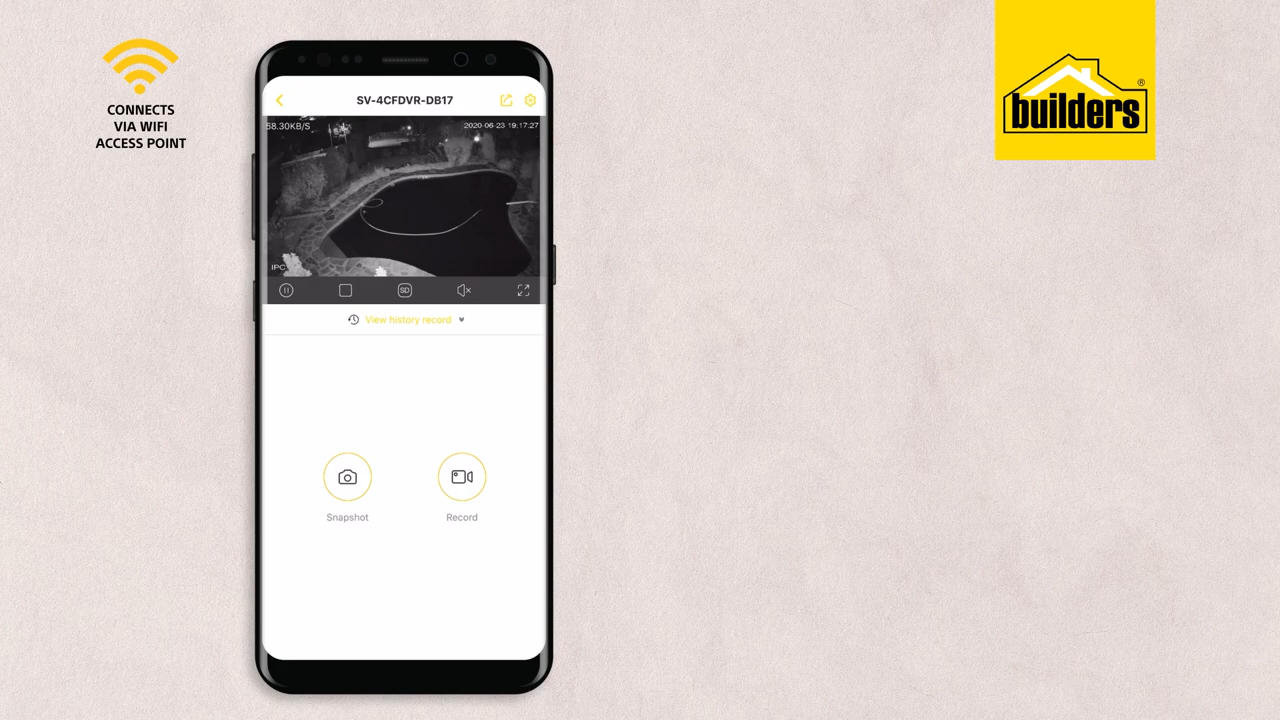 CONNECTS
VIA WIFI
ACCESS POINT
SV-4CFDVR-DB17
68.30KB/S
2020-06-23 19:17:27
IPC
SD
View history record
Snapshot
Record
builders®